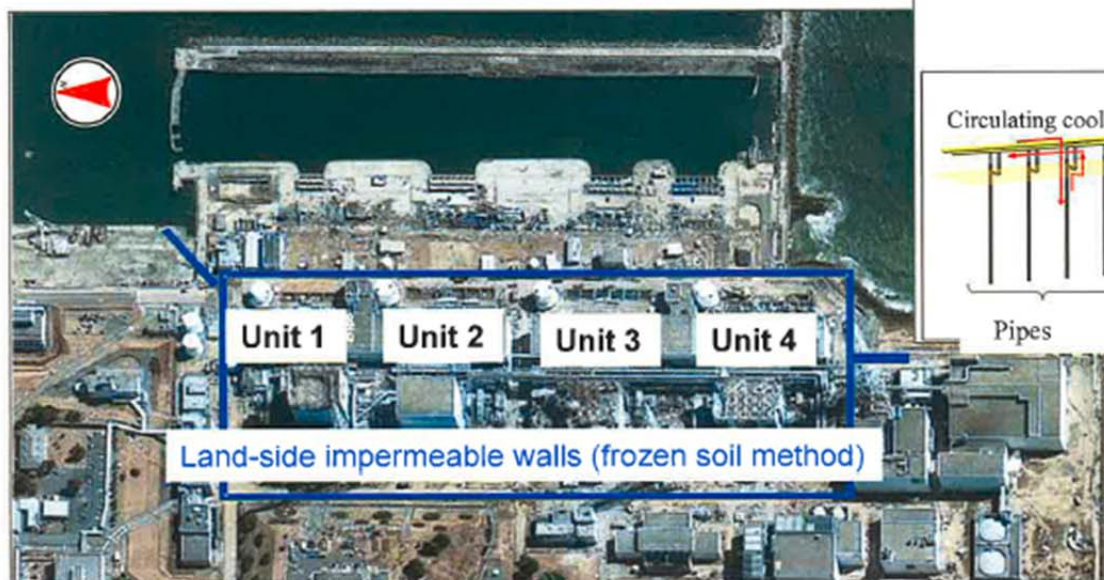 Circulating cool
Pipes
Unit 1
Unit 2
Unit 3
Unit 4
Land-side impermeable walls (frozen soil method)